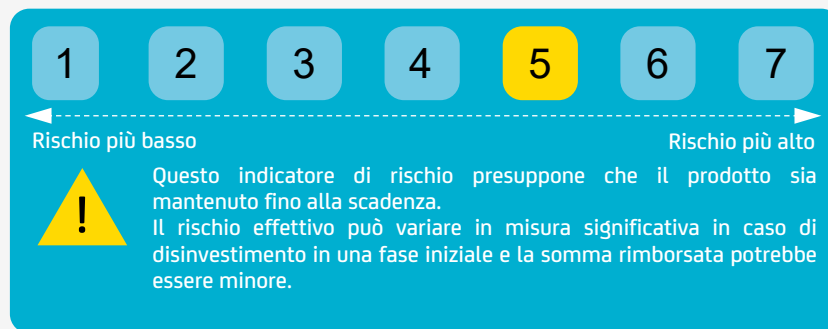 1 2 3 4 5 6 7
Rischio più basso Rischio più alto
!
Questo indicatore di rischio presuppone che il prodotto sia
mantenuto fino alla scadenza.
Il rischio effettivo può variare in misura significativa in caso di
disinvestimento in una fase iniziale e la somma rimborsata potrebbe
essere minore.